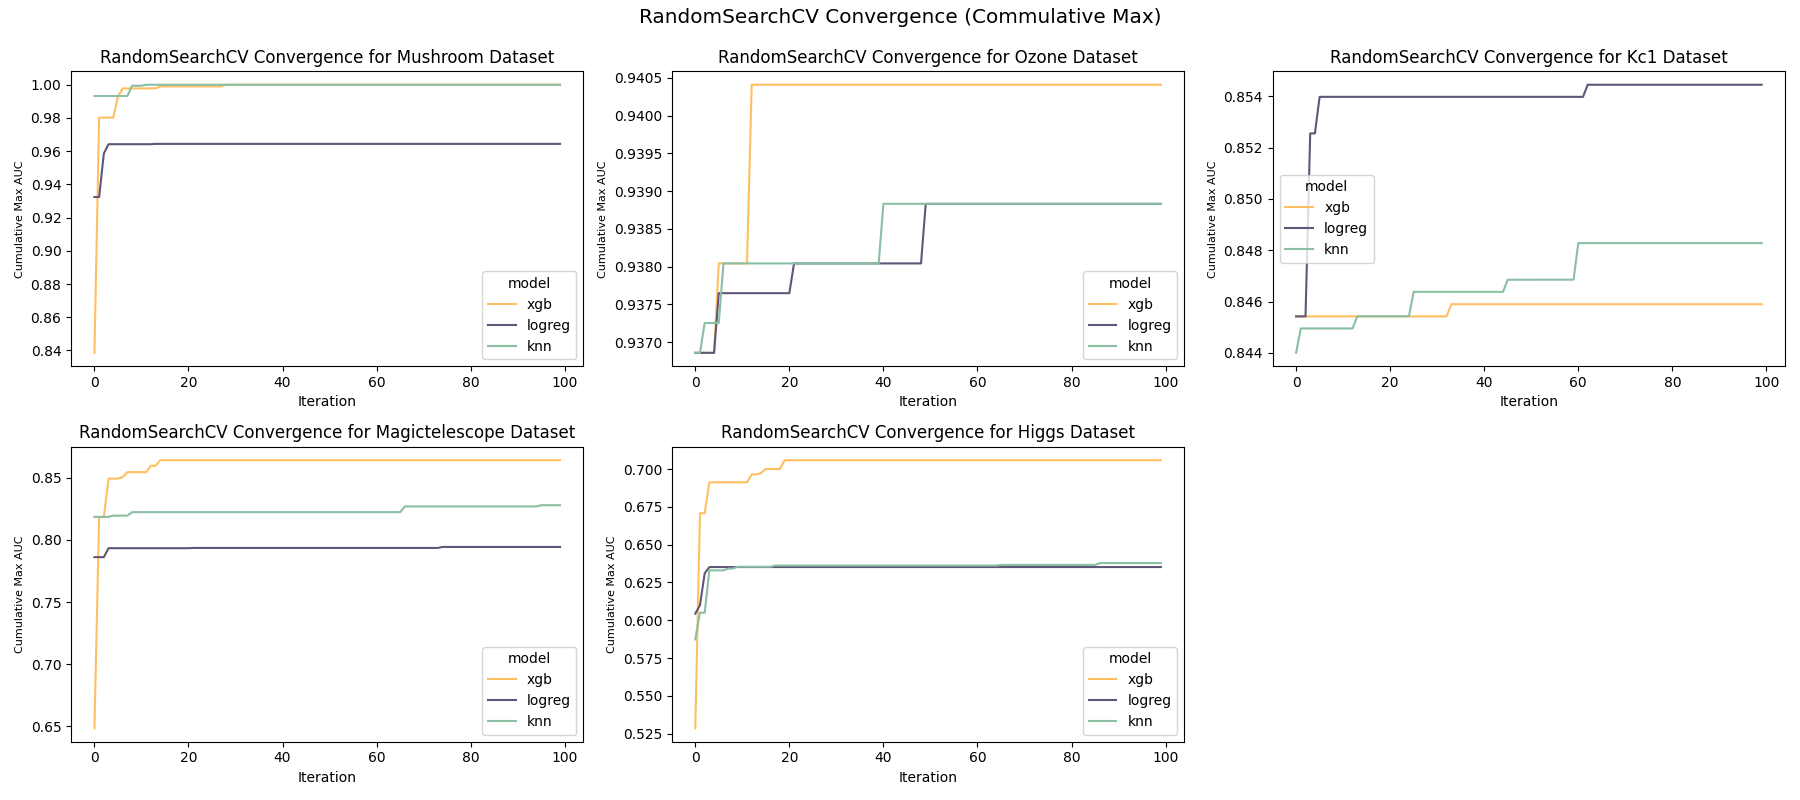 RandomSearchCV Convergence (Commulative Max)
RandomSearchCV Convergence for Mushroom Dataset
Cumulative Max AUC
1.00
0.98
0.96
0.94
0.92
0.90
0.88
0.86
0.84
model
xgb
logreg
knn
0 20 40 60 80 100
Iteration
RandomSearchCV Convergence for Ozone Dataset
Cumulative Max AUC
0.9405
0.9400
0.9395
0.9390
0.9385
0.9380
0.9375
0.9370
model
xgb
logreg
knn
0 20 40 60 80 100
Iteration
RandomSearchCV Convergence for Kc1 Dataset
Cumulative Max AUC
0.854
0.852
0.850
0.848
0.846
0.844
model
xgb
logreg
knn
0 20 40 60 80 100
Iteration
RandomSearchCV Convergence for Magictelescope Dataset
Cumulative Max AUC
0.85
0.80
0.75
0.70
0.65
model
xgb
logreg
knn
0 20 40 60 80 100
Iteration
RandomSearchCV Convergence for Higgs Dataset
Cumulative Max AUC
0.700
0.675
0.650
0.625
0.600
0.575
0.550
0.525
model
xgb
logreg
knn
0 20 40 60 80 100
Iteration